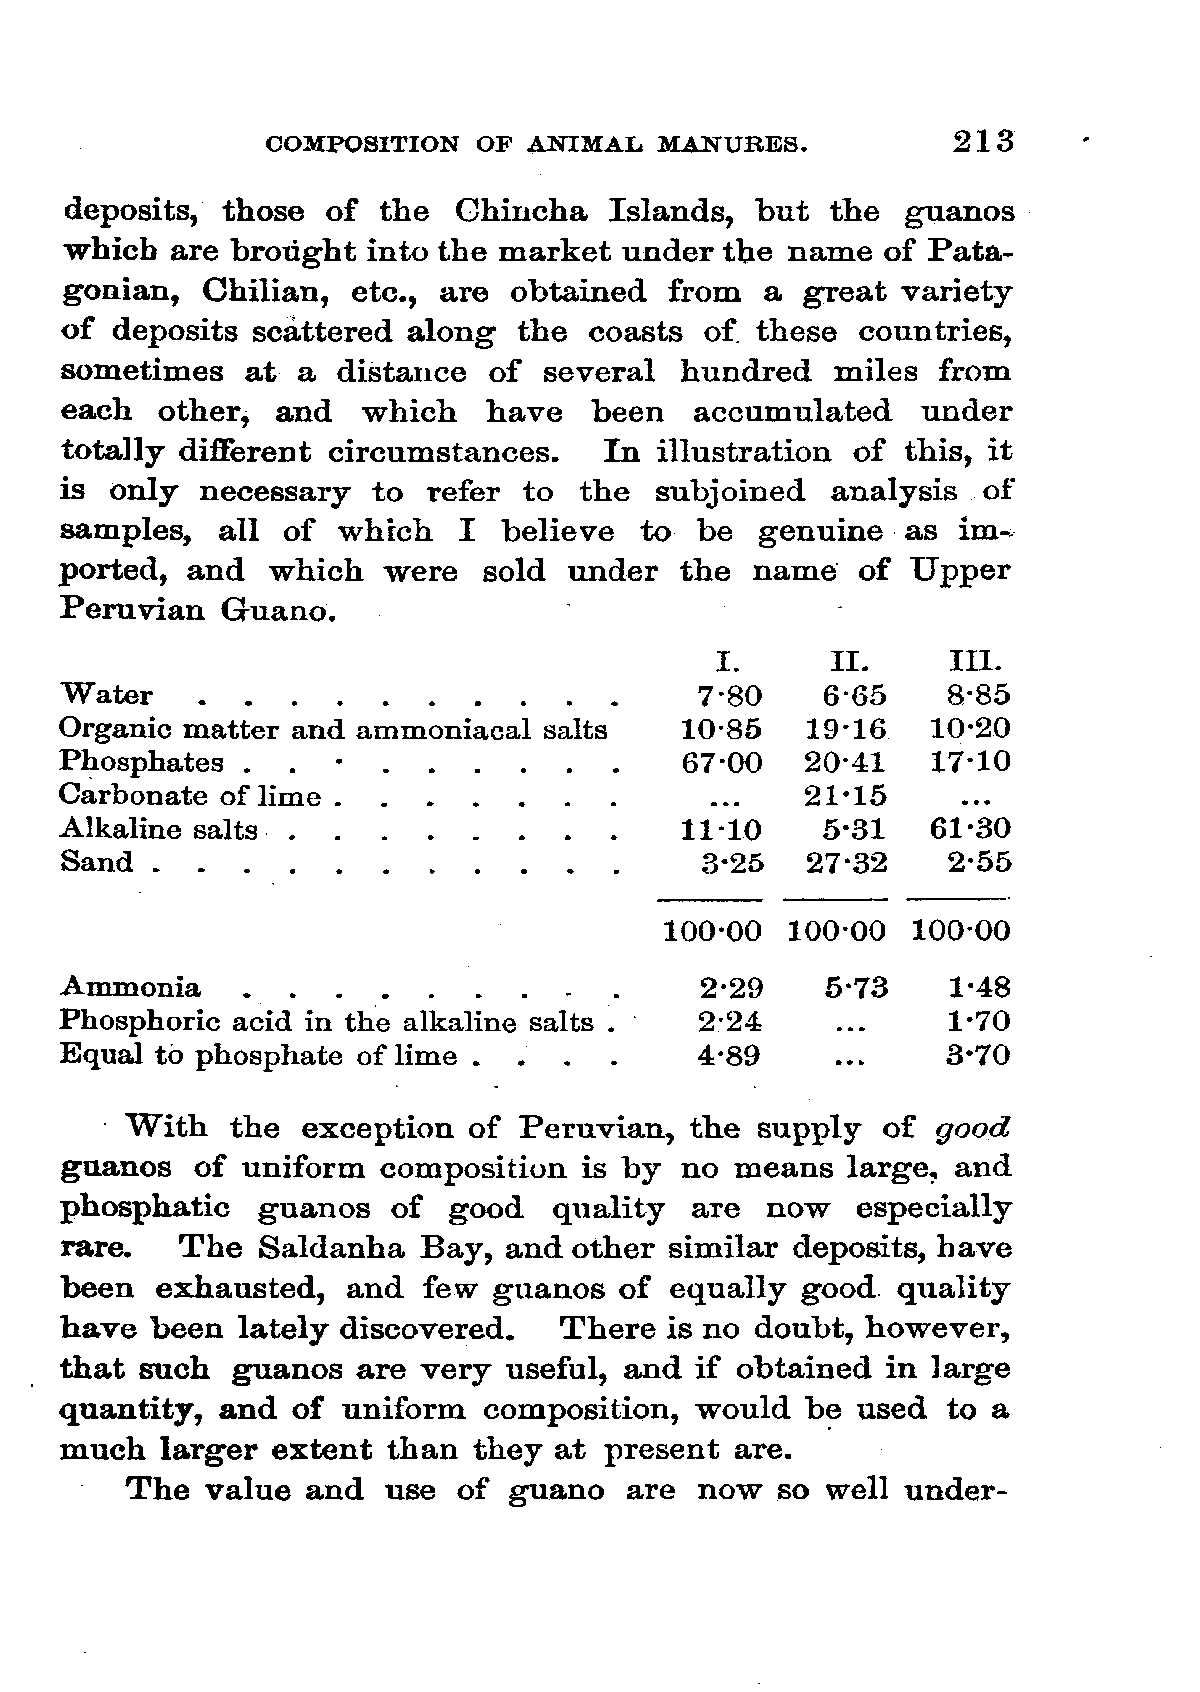 COMPOSITION OF ANIMAL MANURES. 213
deposits, those of the Chincha Islands, but the guanos
which are brought into the market under the name of Pata-
gonian, Chilian, etc., are obtained from a great variety
of deposits scattered along the coasts of these countries,
sometimes at a distance of several hundred miles from
each other, and which have been accumulated under
totally different circumstances. In illustration of this, it
is only necessary to refer to the subjoined analysis of
samples, all of which I believe to be genuine as im-
ported, and which were sold under the name of Upper
Peruvian Guano.
I. II. III.
Water . . . . . . . . . . 7·80 6·65 8·85
Organic matter and ammoniacal salts 10·85 19·16 10·20
Phosphates . . . . . . . . . 67·00 20·41 17·10
Carbonate of lime . . . . . . . ... 21·15 ...
Alkaline salts . . . . . . . . 11·10 5·31 61·30
Sand . . . . . . . . . . . 3·25 27·32 2·55
100·00 100·00 100·00
Ammonia . . . . . . . . . 2·29 5·73 1·48
Phosphoric acid in the alkaline salts . 2·24 ... 1·70
Equal to phosphate of lime . . . . 4·89 ... 3·70
With the exception of Peruvian, the supply of good
guanos of uniform composition is by no means large, and
phosphatic guanos of good quality are now especially
rare. The Saldanha Bay, and other similar deposits, have
been exhausted, and few guanos of equally good quality
have been lately discovered. There is no doubt, however,
that such guanos are very useful, and if obtained in large
quantity, and of uniform composition, would be used to a
much larger extent than they at present are.
The value and use of guano are now so well under-